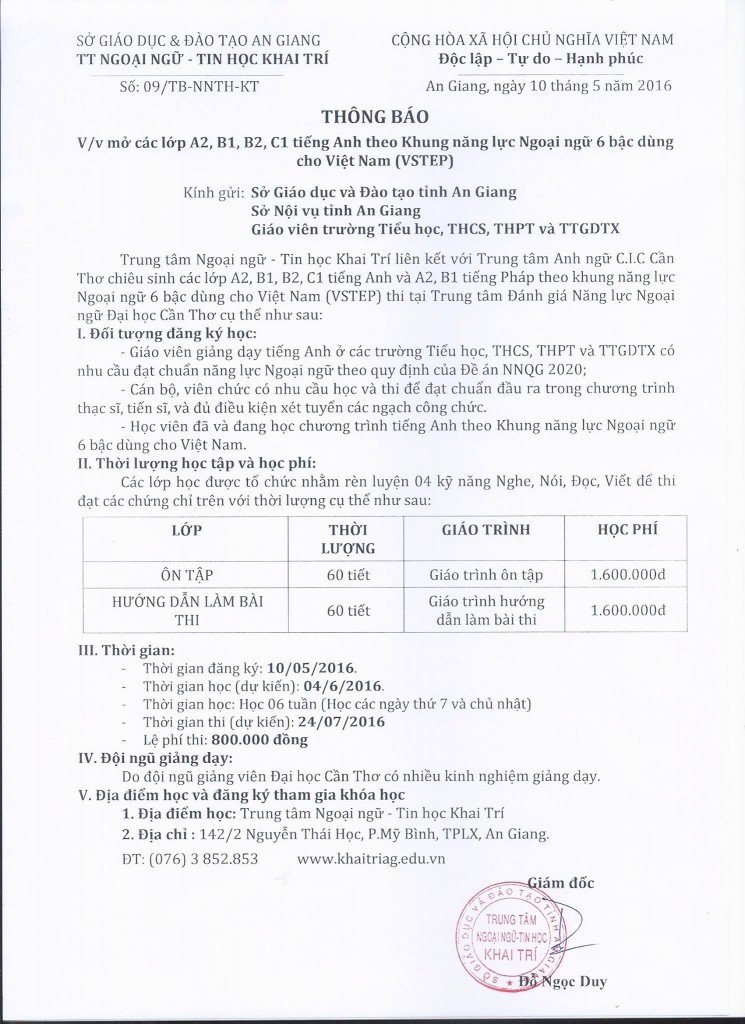 SỞ GIÁO DỤC & ĐÀO TẠO AN GIANG
TT NGOẠI NGỮ - TIN HỌC KHAI TRÍ
Số: 09/TB-NNTH-KT
CỘNG HÒA XÃ HỘI CHỦ NGHĨA VIỆT NAM
Độc lập – Tự do – Hạnh phúc
An Giang, ngày 10 tháng 5 năm 2016
THÔNG BÁO
V/v mở các lớp A2, B1, B2, C1 tiếng Anh theo Khung năng lực Ngoại ngữ 6 bậc dùng
cho Việt Nam (VSTEP)
Kính gửi: Sở Giáo dục và Đào tạo tỉnh An Giang
Sở Nội vụ tỉnh An Giang
Giáo viên trường Tiểu học, THCS, THPT và TTGDTX
Trung tâm Ngoại ngữ - Tin học Khai Trí liên kết với Trung tâm Anh ngữ C.I.C Cần
Thơ chiêu sinh các lớp A2, B1, B2, C1 tiếng Anh và A2, B1 tiếng Pháp theo khung năng lực
Ngoại ngữ 6 bậc dùng cho Việt Nam (VSTEP) thi tại Trung tâm Đánh giá Năng lực Ngoại
ngữ Đại học Cần Thơ cụ thể như sau:
I. Đối tượng đăng ký học:
- Giáo viên giảng dạy tiếng Anh ở các trường Tiểu học, THCS, THPT và TTGDTX có
nhu cầu đạt chuẩn năng lực Ngoại ngữ theo quy định của Đề án NNQG 2020;
- Cán bộ, viên chức có nhu cầu học và thi để đạt chuẩn đầu ra trong chương trình
thạc sĩ, tiến sĩ, và đủ điều kiện xét tuyển các ngạch công chức.
- Học viên đã và đang học chương trình tiếng Anh theo Khung năng lực Ngoại ngữ
6 bậc dùng cho Việt Nam.
II. Thời lượng học tập và học phí:
Các lớp học được tổ chức nhằm rèn luyện 04 kỹ năng Nghe, Nói, Đọc, Viết để thi
đạt các chứng chỉ trên với thời lượng cụ thể như sau:
LỚP
THỜI
LƯỢNG
GIÁO TRÌNH
HỌC PHÍ
ÔN TẬP
60 tiết
Giáo trình ôn tập
1.600.000đ
HƯỚNG DẪN LÀM BÀI
THI
60 tiết
Giáo trình hướng
dẫn làm bài thi
1.600.000đ
III. Thời gian:
- Thời gian đăng ký: 10/05/2016.
- Thời gian học (dự kiến): 04/6/2016.
- Thời gian học: Học 06 tuần (Học các ngày thứ 7 và chủ nhật)
- Thời gian thi (dự kiến): 24/07/2016
- Lệ phí thi: 800.000 đồng
IV. Đội ngũ giảng dạy:
Do đội ngũ giảng viên Đại học Cần Thơ có nhiều kinh nghiệm giảng dạy.
V. Địa điểm học và đăng ký tham gia khóa học
1. Địa điểm học: Trung tâm Ngoại ngữ - Tin học Khai Trí
2. Địa chỉ : 142/2 Nguyễn Thái Học, P.Mỹ Bình, TPLX, An Giang.
ĐT: (076) 3 852.853 www.khaitriag.edu.vn
Giám đốc
SỞ GIÁO DỤC VÀ ĐÀO TẠO TỈNH AN GIANG
TRUNG TÂM
NGOẠI NGỮ-TIN HỌC
KHAI TRÍ
Đỗ Ngọc Duy